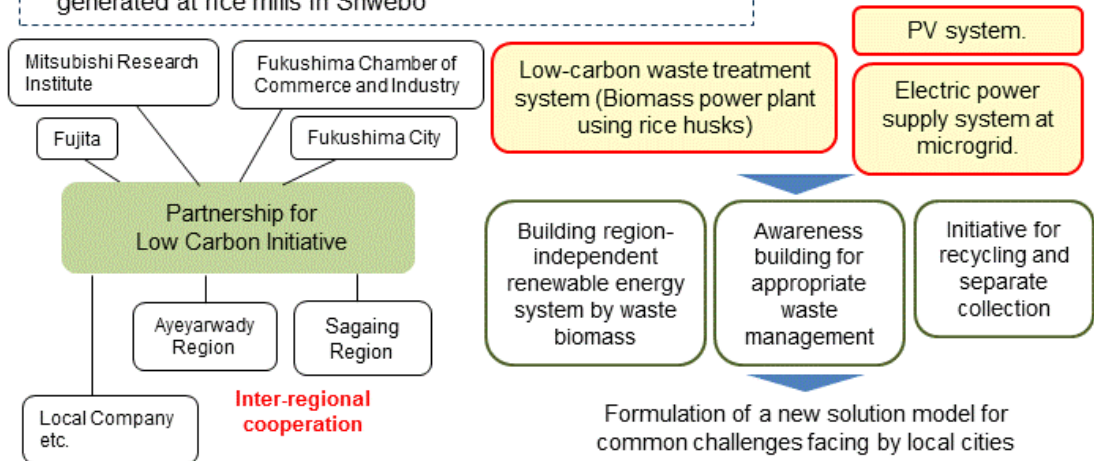 generated at rice mills in Shwebo
Mitsubishi Research
Institute
Fukushima Chamber of
Commerce and Industry
Fujita
Fukushima City
Partnership for
Low Carbon Initiative
Ayeyarwady
Region
Sagaing
Region
Local Company
etc.
Inter-regional
cooperation
Low-carbon waste treatment
system (Biomass power plant
using rice husks)
PV system.
Electric power
supply system at
microgrid.
Building region-
independent
renewable energy
system by waste
biomass
Awareness
building for
appropriate
waste
management
Initiative for
recycling and
separate
collection
Formulation of a new solution model for
common challenges facing by local cities